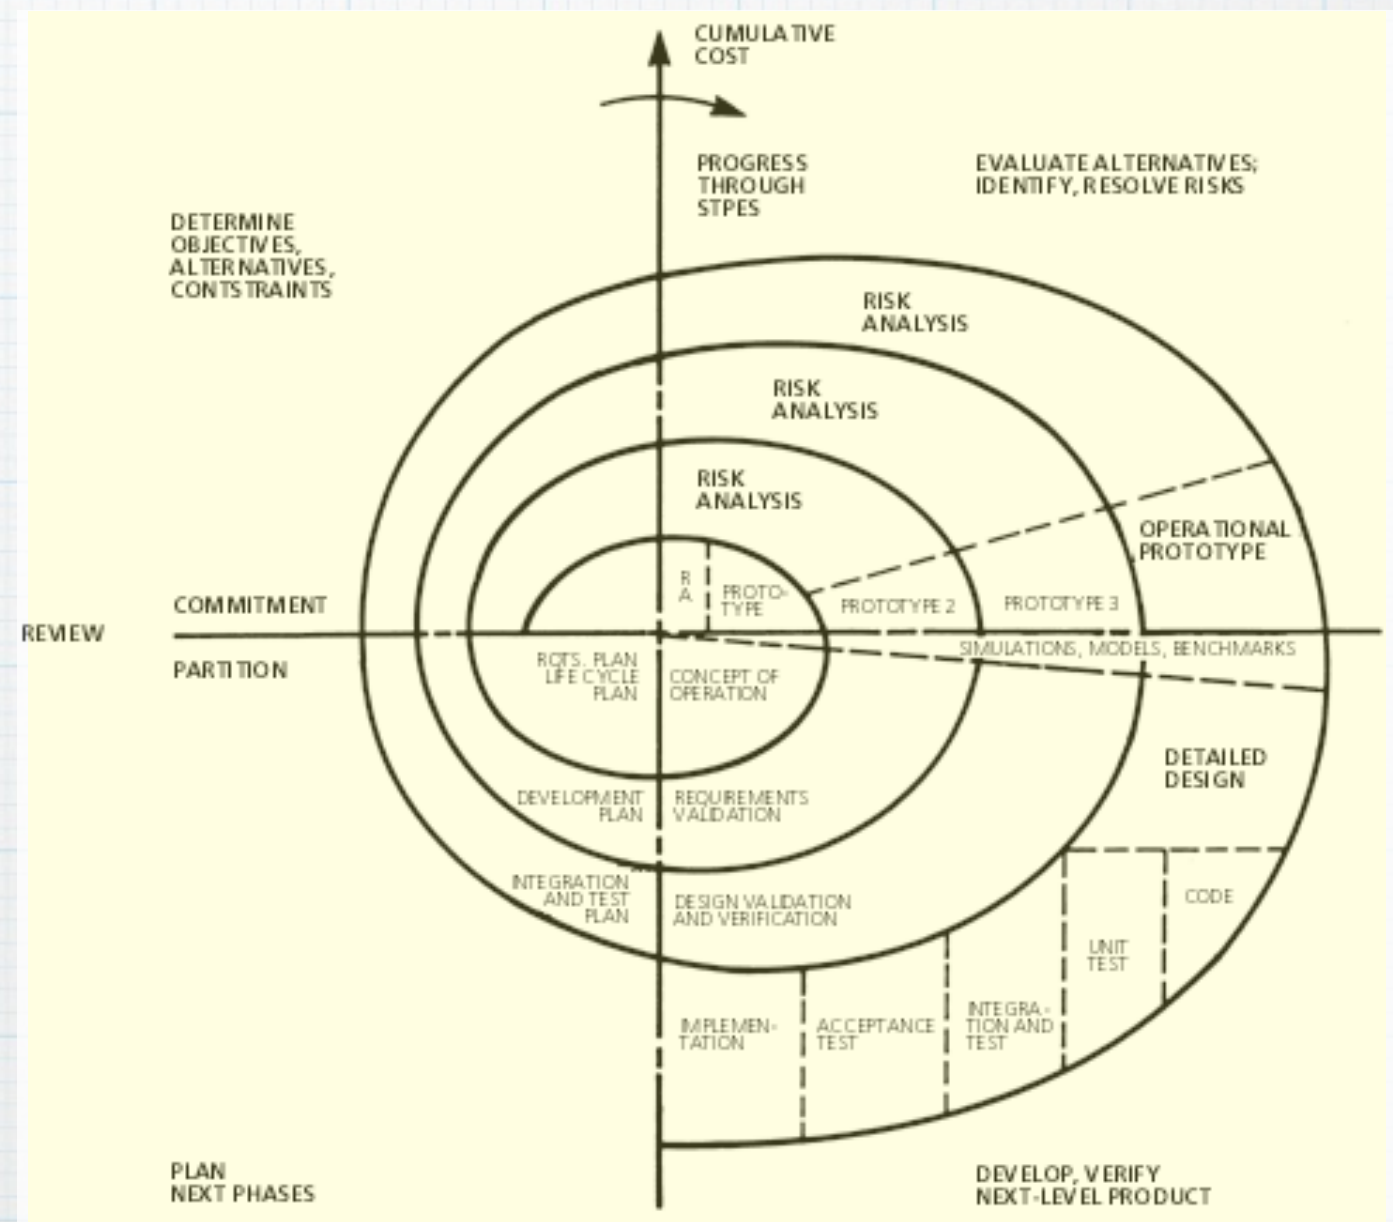 CUMULATIVE
COST
PROGRESS
THROUGH
STPES
EVALUATE ALTERNATIVES;
IDENTIFY, RESOLVE RISKS
DETERMINE
OBJECTIVES,
ALTERNATIVES,
CONTSTRAINTS
RISK
ANALYSIS
RISK
ANALYSIS
RISK
ANALYSIS
OPERATIONAL
PROTOTYPE
R
A
PROTO-
TYPE
PROTOTYPE 2
PROTOTYPE 3
COMMITMENT
REVIEW
PARTITION
SIMULATIONS, MODELS, BENCHMARKS
RQTS. PLAN
LIFE CYCLE
PLAN
CONCEPT OF
OPERATION
DETAILED
DESIGN
DEVELOPMENT
PLAN
REQUIREMENTS
VALIDATION
INTEGRATION
AND TEST
PLAN
DESIGN VALIDATION
AND VERIFICATION
CODE
UNIT
TEST
INTEGRA-
TION AND
TEST
ACCEPTANCE
TEST
IMPLEMEN-
TATION
PLAN
NEXT PHASES
DEVELOP, VERIFY
NEXT-LEVEL PRODUCT